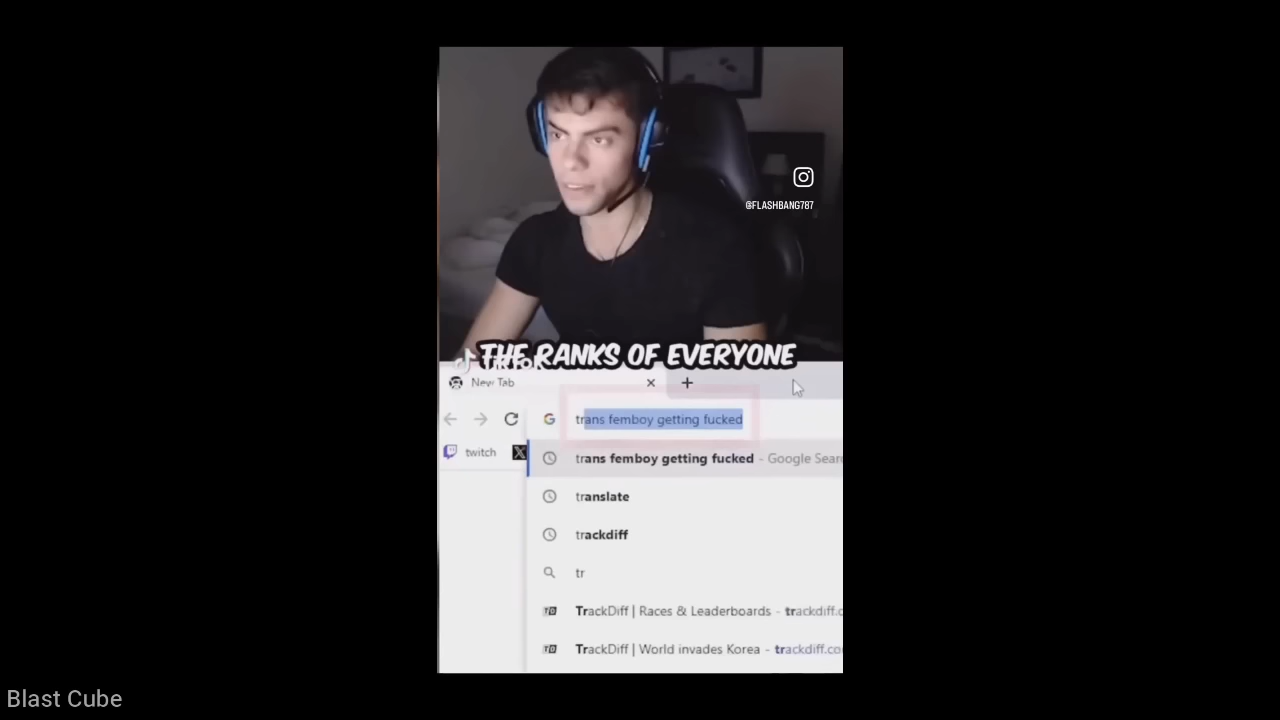 @FLASHBANG787
THE RANKS OF EVERYONE
TikTok
New Tab
trans femboy getting fucked
twitch
trans femboy getting fucked - Google Sear
translate
trackdiff
tr
TrackDiff | Races & Leaderboards - trackdiff.c
TrackDiff | World invades Korea - trackdiff.co
Blast Cube